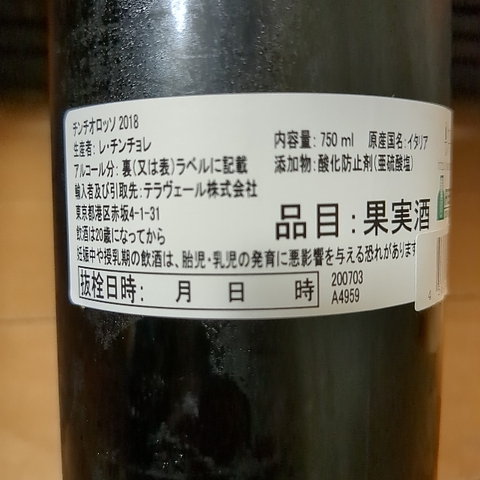 チンチオロッソ 2018
生産者: レ・チンチョレ
アルコール分: 裏(又は表)ラベルに記載
輸入者及び引取先: テラヴェール株式会社
東京都港区赤坂4-1-31
飲酒は20歳になってから
妊娠中や授乳期の飲酒は、胎児・乳児の発育に悪影響を与える恐れがあります
内容量: 750 ml 原産国名: イタリア
添加物: 酸化防止剤(亜硫酸塩)
品目: 果実酒
抜栓日時: 月 日 時
200703
A4959